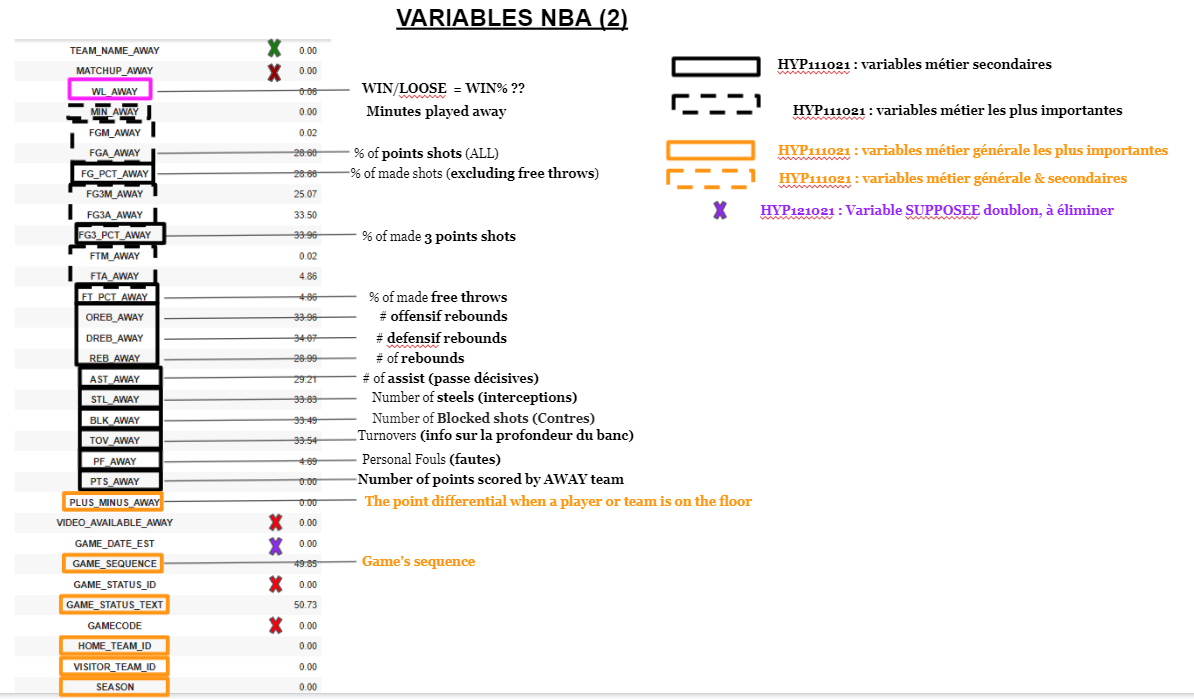 VARIABLES NBA (2)
TEAM_NAME_AWAY 0.00
MATCHUP_AWAY 0.00
WL_AWAY 0.06 WIN/LOOSE = WIN% ??
MIN_AWAY 0.00 Minutes played away
FGM_AWAY 0.02
FGA_AWAY 28.60 % of points shots (ALL)
FG_PCT_AWAY 28.66 % of made shots (excluding free throws)
FG3M_AWAY 25.07
FG3A_AWAY 33.50
FG3_PCT_AWAY 33.96 % of made 3 points shots
FTM_AWAY 0.02
FTA_AWAY 4.86
FT_PCT_AWAY 4.86 % of made free throws
OREB_AWAY 33.96 # offensif rebounds
DREB_AWAY 34.07 # defensif rebounds
REB_AWAY 28.99 # of rebounds
AST_AWAY 29.21 # of assist (passe décisives)
STL_AWAY 33.83 Number of steels (interceptions)
BLK_AWAY 33.49 Number of Blocked shots (Contres)
TOV_AWAY 33.54 Turnovers (info sur la profondeur du banc)
PF_AWAY 4.69 Personal Fouls (fautes)
PTS_AWAY 0.00 Number of points scored by AWAY team
PLUS_MINUS_AWAY 0.00 The point differential when a player or team is on the floor
VIDEO_AVAILABLE_AWAY 0.00
GAME_DATE_EST 0.00
GAME_SEQUENCE 49.85 Game's sequence
GAME_STATUS_ID 0.00
GAME_STATUS_TEXT 50.73
GAMECODE 0.00
HOME_TEAM_ID 0.00
VISITOR_TEAM_ID 0.00
SEASON 0.00
HYP111021 : variables métier secondaires
HYP111021 : variables métier les plus importantes
HYP111021 : variables métier générale les plus importantes
HYP111021 : variables métier générale & secondaires
HYP121021 : Variable SUPPOSEE doublon, à éliminer